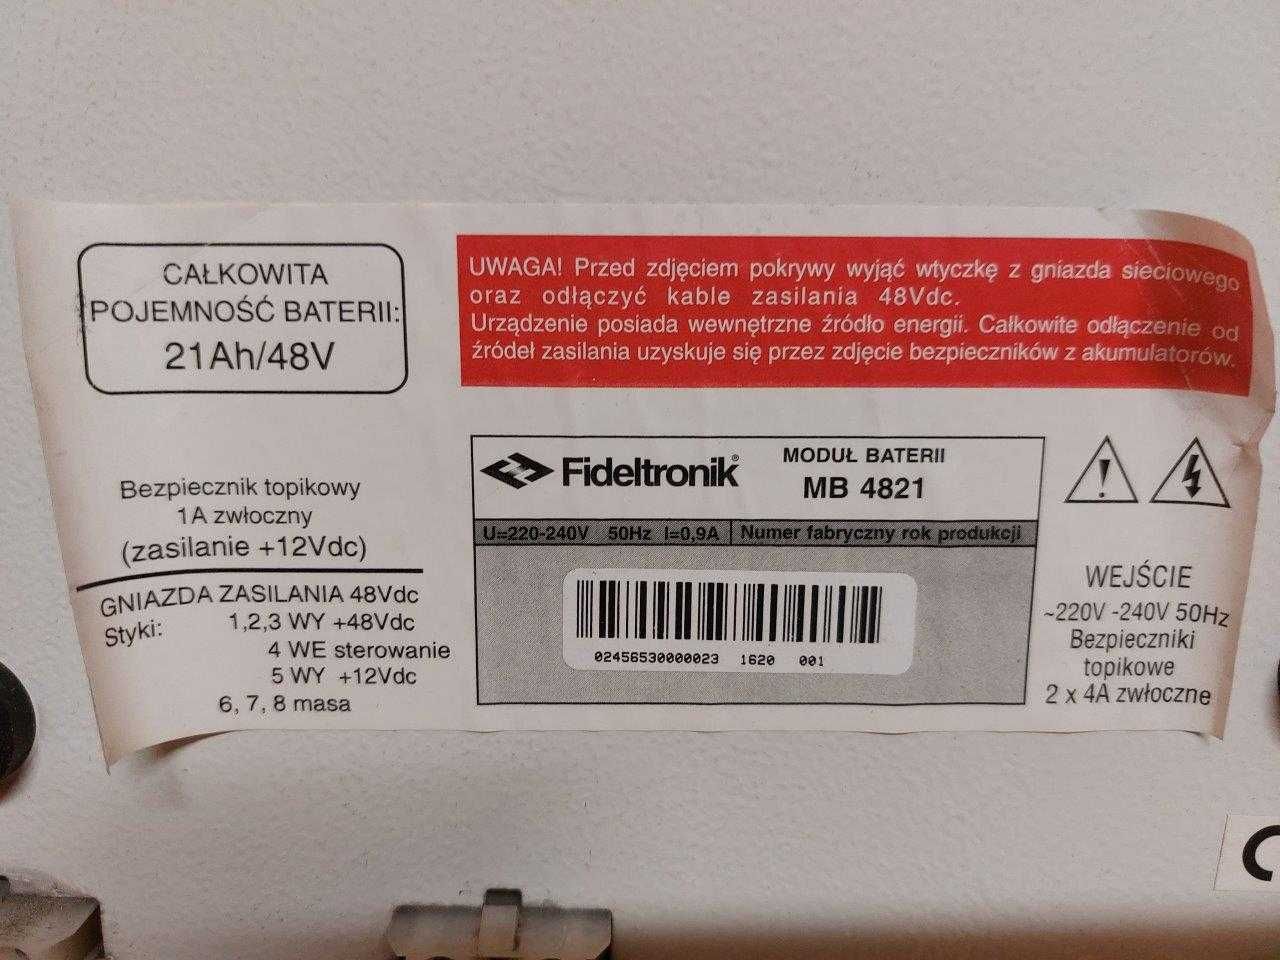 CAŁKOWITA
POJEMNOŚĆ BATERII:
21Ah/48V
UWAGA! Przed zdjęciem pokrywy wyjąć wtyczkę z gniazda sieciowego
oraz odłączyć kable zasilania 48Vdc.
Urządzenie posiada wewnętrzne źródło energii. Całkowite odłączenie od
źródeł zasilania uzyskuje się przez zdjęcie bezpieczników z akumulatorów.
Bezpiecznik topikowy
1A zwłoczny
(zasilanie +12Vdc)
GNIAZDA ZASILANIA 48Vdc
Styki: 1,2,3 WY +48Vdc
4 WE sterowanie
5 WY +12Vdc
6, 7, 8 masa
Fideltronik®
MODUŁ BATERII
MB 4821
U=220-240V 50Hz I=0,9A Numer fabryczny rok produkcji
02456530000023 1620 001
WEJŚCIE
~220V -240V 50Hz
Bezpieczniki
topikowe
2 x 4A zwłoczne